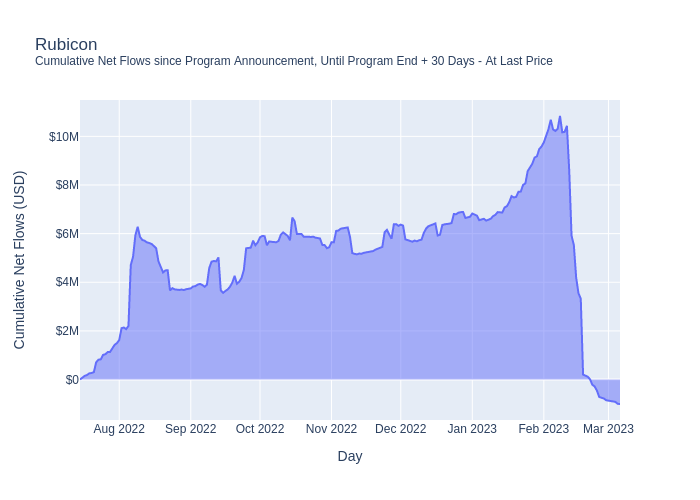 Rubicon
Cumulative Net Flows since Program Announcement, Until Program End + 30 Days - At Last Price
Cumulative Net Flows (USD)
$10M
$8M
$6M
$4M
$2M
$0
Aug 2022 Sep 2022 Oct 2022 Nov 2022 Dec 2022 Jan 2023 Feb 2023 Mar 2023
Day